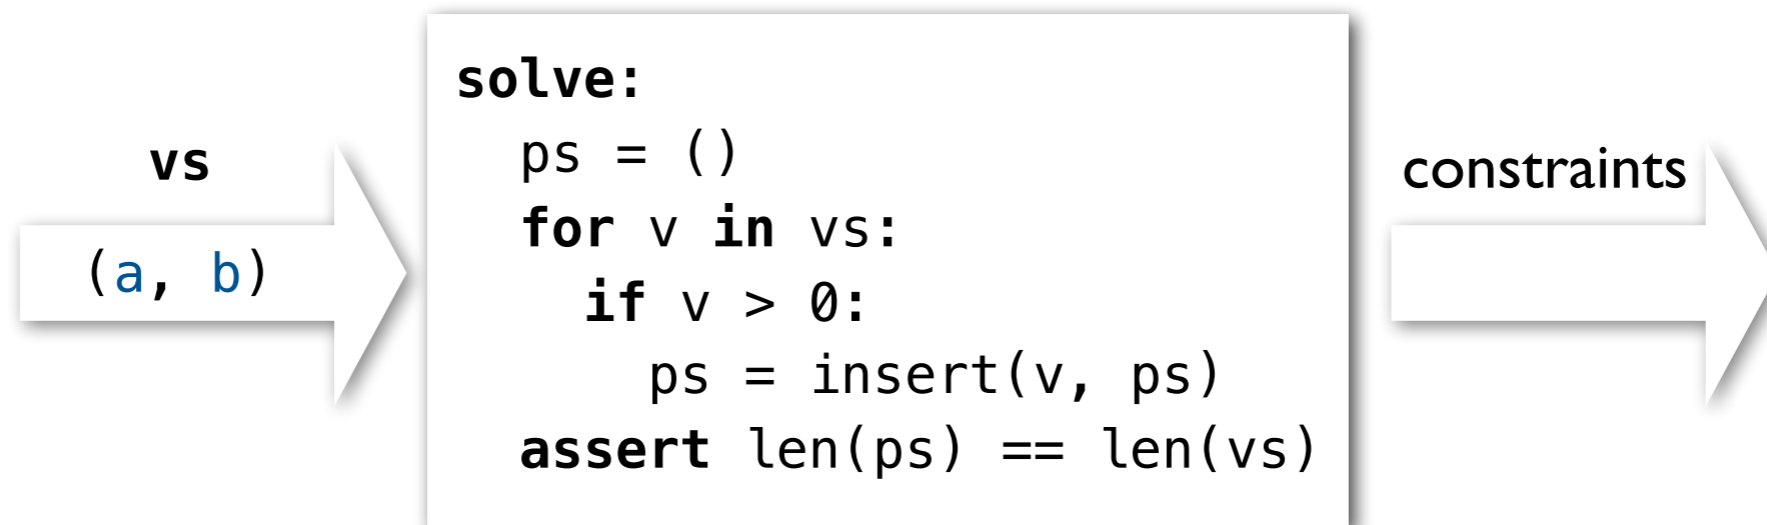 vs
(a, b)
solve:
  ps = ()
  for v in vs:
    if v > 0:
      ps = insert(v, ps)
  assert len(ps) == len(vs)
constraints